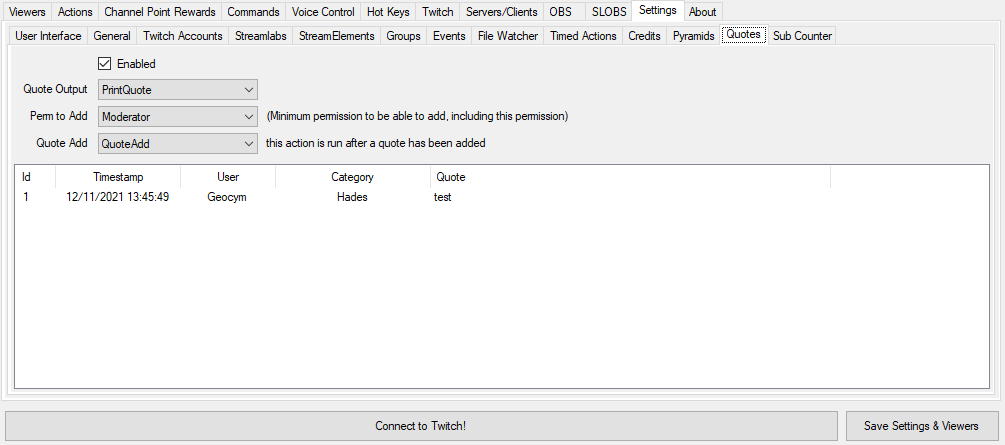 Viewers Actions Channel Point Rewards Commands Voice Control Hot Keys Twitch Servers/Clients OBS SLOBS Settings About
User Interface General Twitch Accounts Streamlabs StreamElements Groups Events File Watcher Timed Actions Credits Pyramids Quotes Sub Counter
Enabled
Quote Output PrintQuote
Perm to Add Moderator (Minimum permission to be able to add, including this permission)
Quote Add QuoteAdd this action is run after a quote has been added
Id Timestamp User Category Quote
1 12/11/2021 13:45:49 Geocym Hades test
Connect to Twitch! Save Settings & Viewers